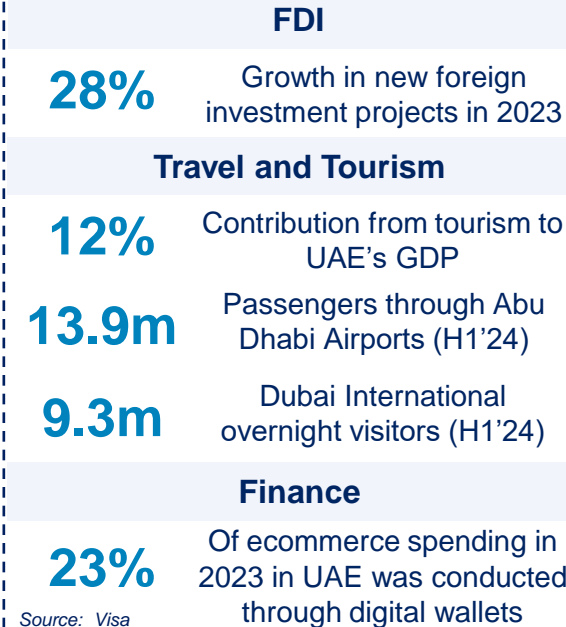 FDI
28%
Growth in new foreign
investment projects in 2023
Travel and Tourism
12%
Contribution from tourism to
UAE's GDP
13.9m
Passengers through Abu
Dhabi Airports (H1'24)
9.3m
Dubai International
overnight visitors (H1'24)
Finance
23%
Of ecommerce spending in
2023 in UAE was conducted
through digital wallets
Source: Visa